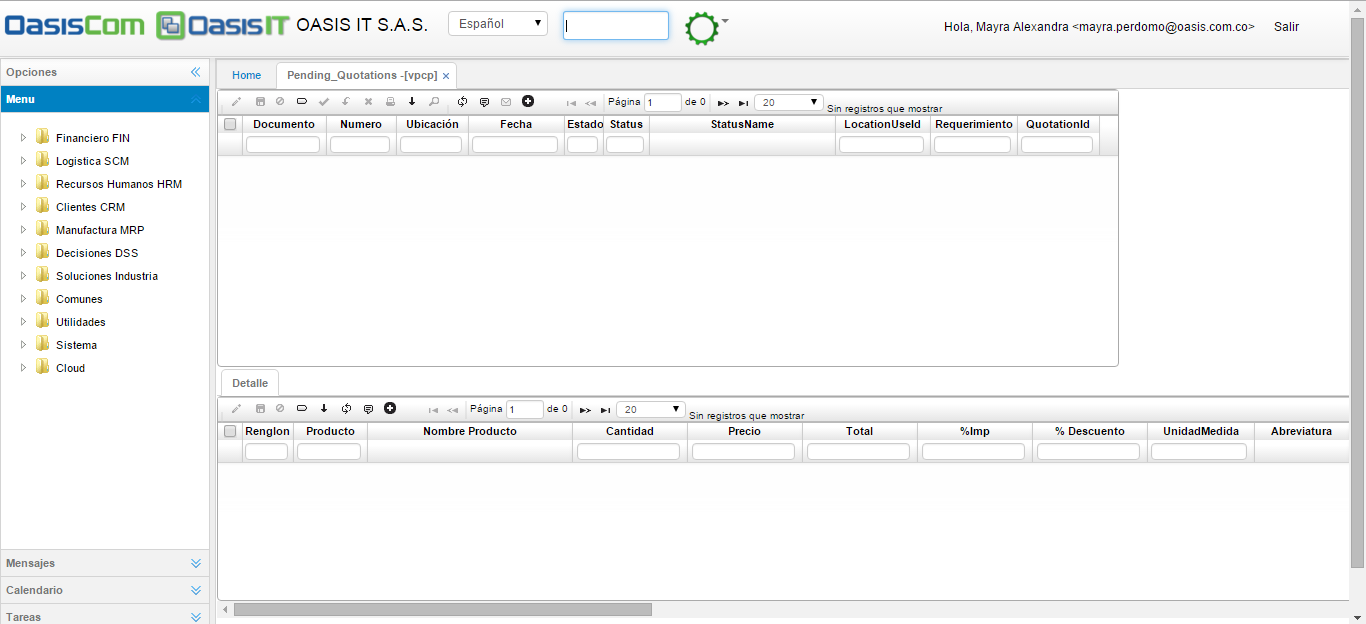 OasisCom OasisIT OASIS IT S.A.S. Español Hola, Mayra Alexandra <mayra.perdomo@oasis.com.co> Salir
Opciones
Menu
Financiero FIN
Logistica SCM
Recursos Humanos HRM
Clientes CRM
Manufactura MRP
Decisiones DSS
Soluciones Industria
Comunes
Utilidades
Sistema
Cloud
Mensajes
Calendario
Tareas
Home Pending_Quotations -[vpcp] ×
Página 1 de 0 20 Sin registros que mostrar
Documento Numero Ubicación Fecha Estado Status StatusName LocationUseId Requerimiento QuotationId
Detalle
Página 1 de 0 20 Sin registros que mostrar
Renglon Producto Nombre Producto Cantidad Precio Total %Imp % Descuento UnidadMedida Abreviatura